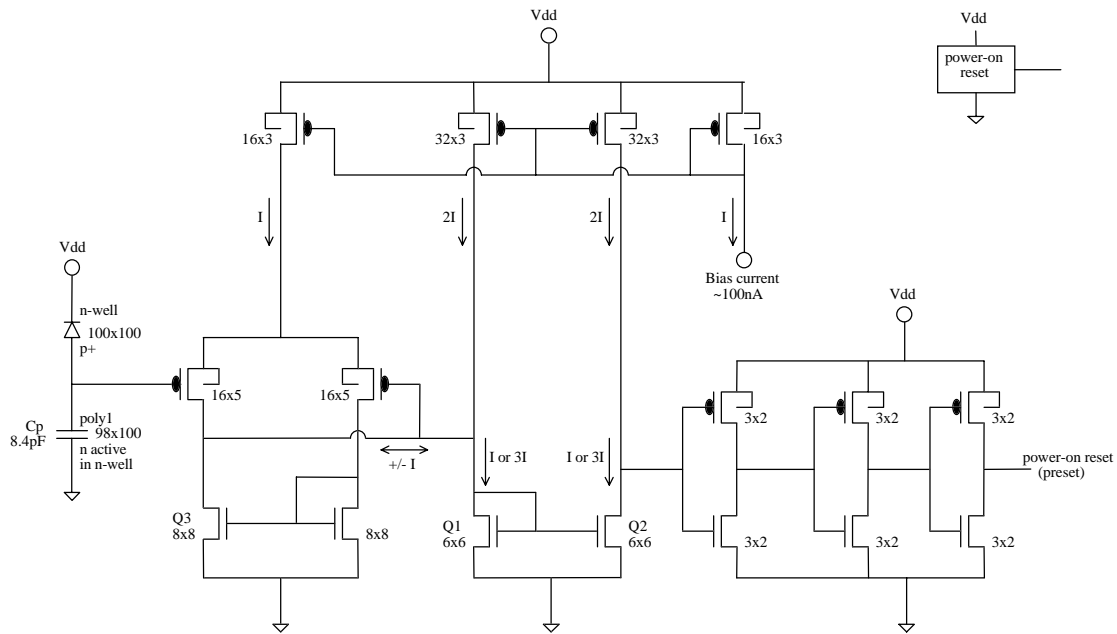 Vdd
Vdd
power-on
reset
16x3
32x3
32x3
16x3
I
2I
2I
I
Vdd
Bias current
~100nA
n-well
100x100
p+
Vdd
16x5
16x5
3x2
3x2
3x2
Cp
8.4pF
poly1
98x100
n active
in n-well
+/- I
I or 3I
I or 3I
power-on reset
(preset)
Q3
8x8
8x8
Q1
6x6
Q2
6x6
3x2
3x2
3x2